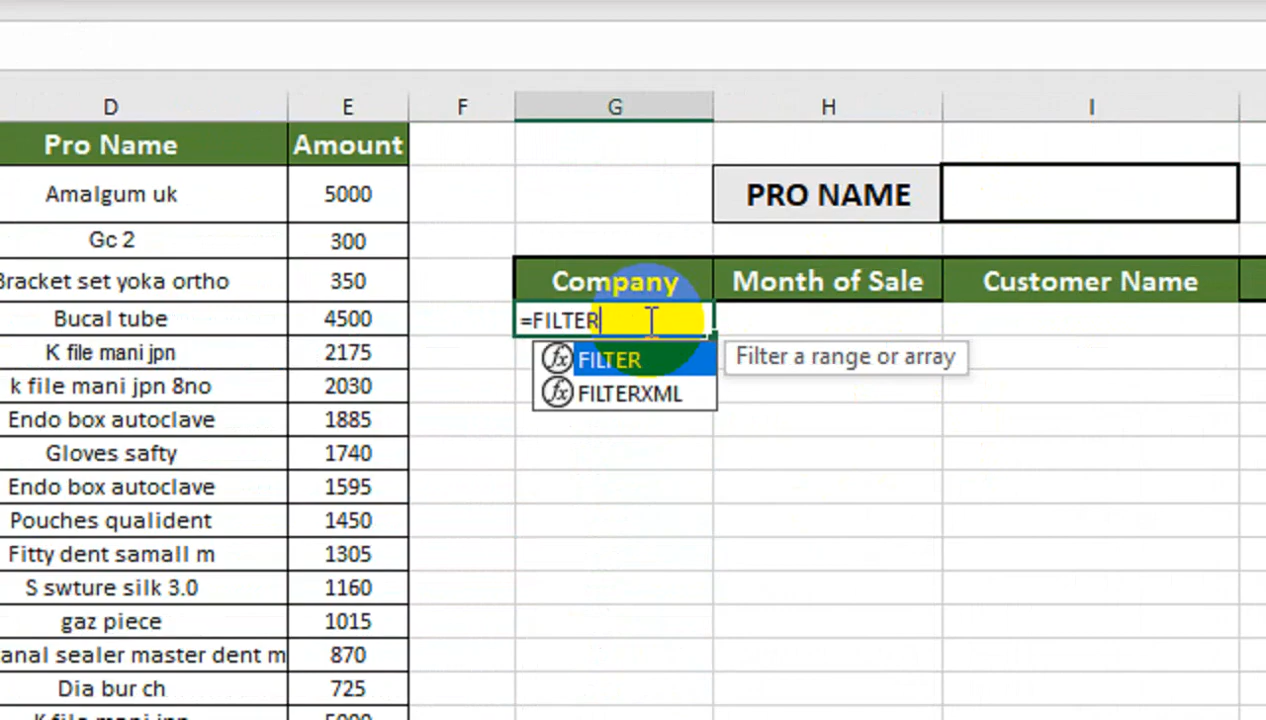 D E F G H I
Pro Name Amount
Amalgum uk 5000 PRO NAME
Gc 2 300
Bracket set yoka ortho 350 Company Month of Sale Customer Name
Bucal tube 4500 =FILTER
K file mani jpn 2175 FILTER Filter a range or array
k file mani jpn 8no 2030 FILTERXML
Endo box autoclave 1885
Gloves safty 1740
Endo box autoclave 1595
Pouches qualident 1450
Fitty dent samall m 1305
S swture silk 3.0 1160
gaz piece 1015
anal sealer master dent m 870
Dia bur ch 725
K file mani jpn 5000